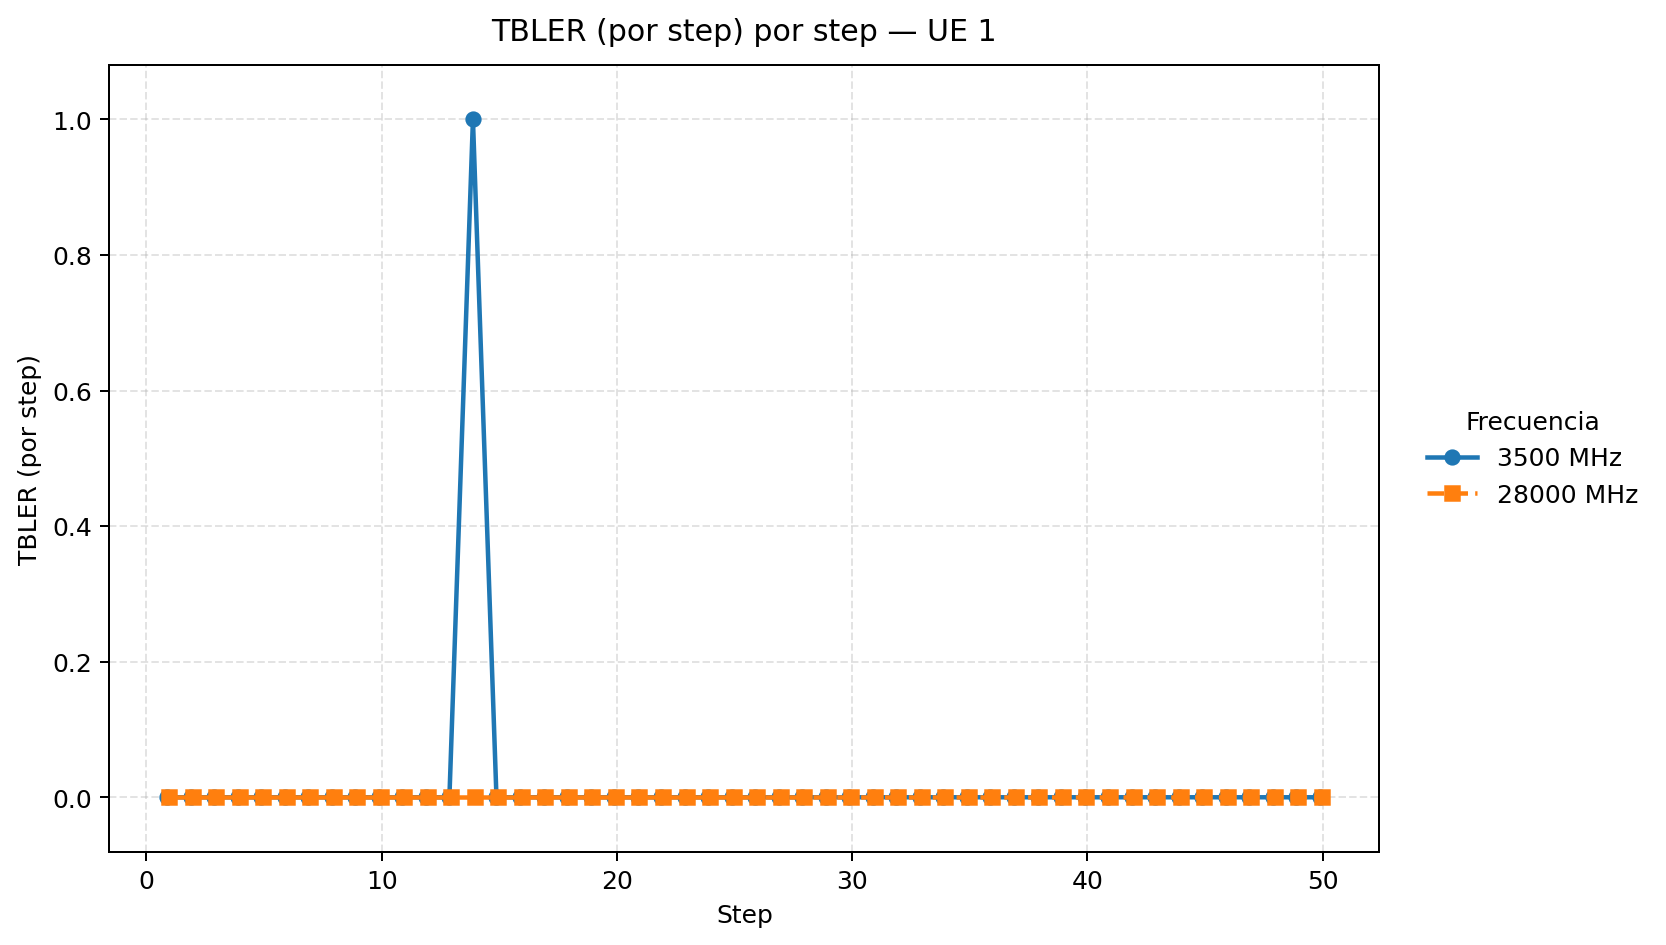 TBLER (por step) por step — UE 1
TBLER (por step)
1.0
0.8
0.6
0.4
0.2
0.0
0 10 20 30 40 50
Step
Frecuencia
3500 MHz
28000 MHz